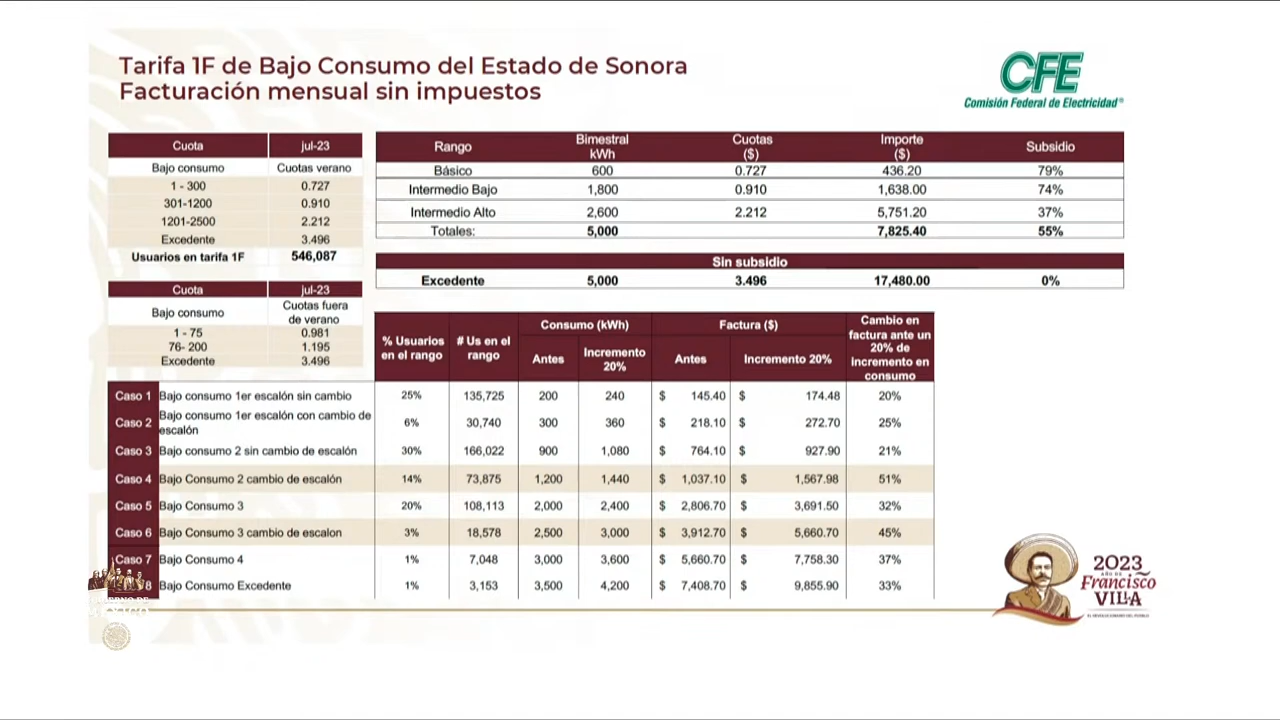 Tarifa 1F de Bajo Consumo del Estado de Sonora
Facturación mensual sin impuestos
CFE
Comisión Federal de Electricidad®
Cuota jul-23
Bajo consumo Cuotas verano
1 - 300 0.727
301-1200 0.910
1201-2500 2.212
Excedente 3.496
Usuarios en tarifa 1F 546,087
Rango Bimestral kWh Cuotas ($) Importe ($) Subsidio
Básico 600 0.727 436.20 79%
Intermedio Bajo 1,800 0.910 1,638.00 74%
Intermedio Alto 2,600 2.212 5,751.20 37%
Totales: 5,000 7,825.40 55%
Sin subsidio
Excedente 5,000 3.496 17,480.00 0%
Cuota jul-23
Bajo consumo Cuotas fuera de verano
1 - 75 0.981
76- 200 1.195
Excedente 3.496
% Usuarios en el rango # Us en el rango Consumo (kWh) Factura ($) Cambio en factura ante un 20% de incremento en consumo
Antes Incremento 20% Antes Incremento 20%
Caso 1 Bajo consumo 1er escalón sin cambio 25% 135,725 200 240 $ 145.40 $ 174.48 20%
Caso 2 Bajo consumo 1er escalón con cambio de escalón 6% 30,740 300 360 $ 218.10 $ 272.70 25%
Caso 3 Bajo consumo 2 sin cambio de escalón 30% 166,022 900 1,080 $ 764.10 $ 927.90 21%
Caso 4 Bajo Consumo 2 cambio de escalón 14% 73,875 1,200 1,440 $ 1,037.10 $ 1,567.98 51%
Caso 5 Bajo Consumo 3 20% 108,113 2,000 2,400 $ 2,806.70 $ 3,691.50 32%
Caso 6 Bajo Consumo 3 cambio de escalon 3% 18,578 2,500 3,000 $ 3,912.70 $ 5,660.70 45%
Caso 7 Bajo Consumo 4 1% 7,048 3,000 3,600 $ 5,660.70 $ 7,758.30 37%
8 Bajo Consumo Excedente 1% 3,153 3,500 4,200 $ 7,408.70 $ 9,855.90 33%
2023
AÑO DE
Francisco
VILLA